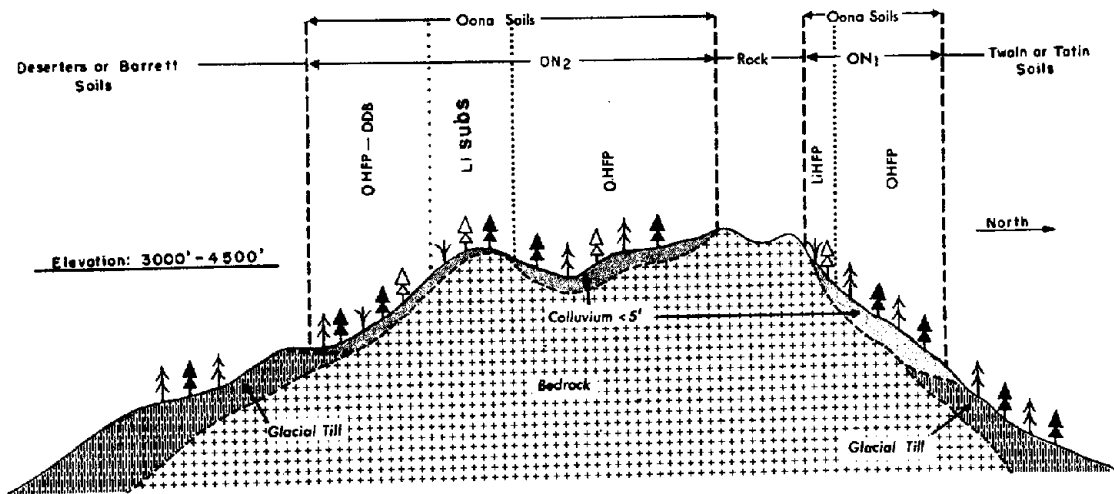 Oona Soils
Oona Soils
Deserters or Barrett
Soils
ON2
Rock
ON1
Twain or Tatin
Soils
OHFP — DDB
LI subs
OHFP
LiHFP
OHFP
North
Elevation: 3000' - 4500'
Colluvium <5'
Bedrock
Glacial Till
Glacial Till